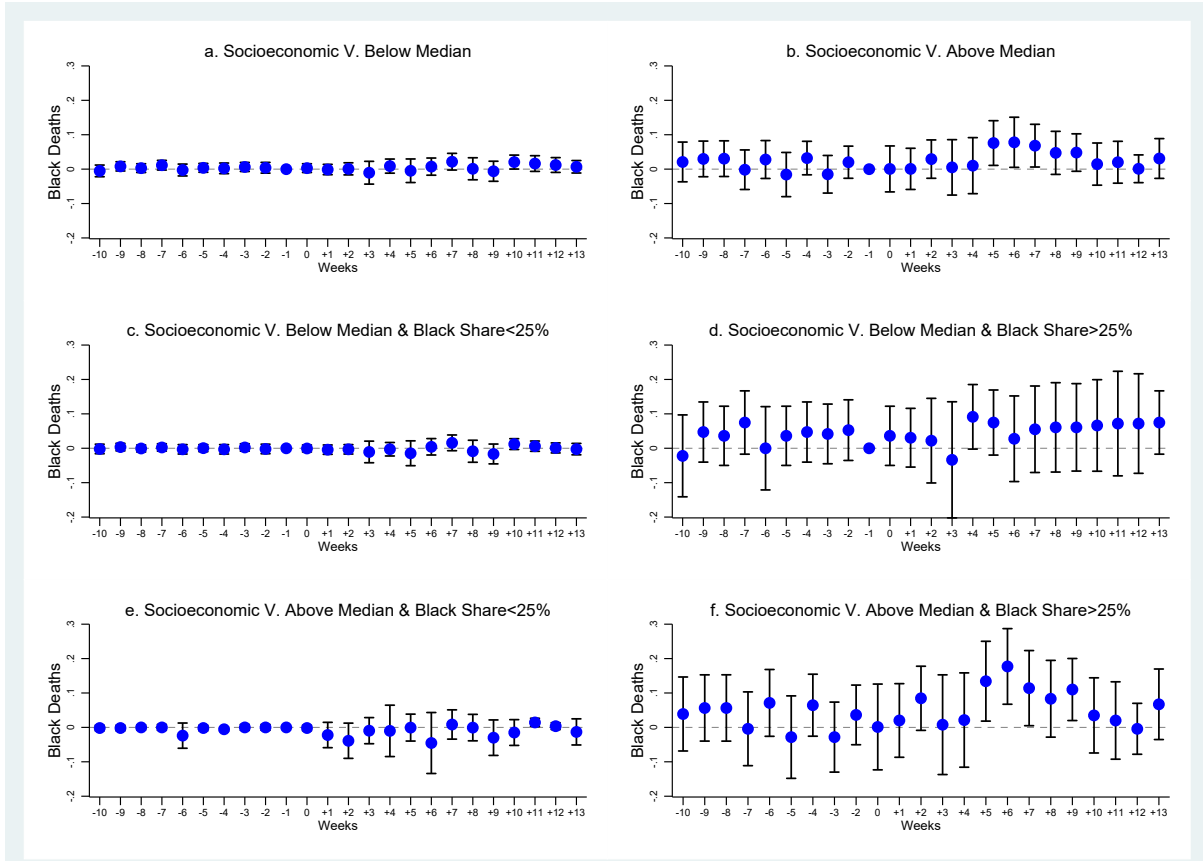 a. Socioeconomic V. Below Median
Black Deaths
.3
.2
.1
0
-.1
-.2
-10 -9 -8 -7 -6 -5 -4 -3 -2 -1 0 +1 +2 +3 +4 +5 +6 +7 +8 +9 +10 +11 +12 +13
Weeks
b. Socioeconomic V. Above Median
Black Deaths
.3
.2
.1
0
-.1
-.2
-10 -9 -8 -7 -6 -5 -4 -3 -2 -1 0 +1 +2 +3 +4 +5 +6 +7 +8 +9 +10 +11 +12 +13
Weeks
c. Socioeconomic V. Below Median & Black Share<25%
Black Deaths
.3
.2
.1
0
-.1
-.2
-10 -9 -8 -7 -6 -5 -4 -3 -2 -1 0 +1 +2 +3 +4 +5 +6 +7 +8 +9 +10 +11 +12 +13
Weeks
d. Socioeconomic V. Below Median & Black Share>25%
Black Deaths
.3
.2
.1
0
-.1
-.2
-10 -9 -8 -7 -6 -5 -4 -3 -2 -1 0 +1 +2 +3 +4 +5 +6 +7 +8 +9 +10 +11 +12 +13
Weeks
e. Socioeconomic V. Above Median & Black Share<25%
Black Deaths
.3
.2
.1
0
-.1
-.2
-10 -9 -8 -7 -6 -5 -4 -3 -2 -1 0 +1 +2 +3 +4 +5 +6 +7 +8 +9 +10 +11 +12 +13
Weeks
f. Socioeconomic V. Above Median & Black Share>25%
Black Deaths
.3
.2
.1
0
-.1
-.2
-10 -9 -8 -7 -6 -5 -4 -3 -2 -1 0 +1 +2 +3 +4 +5 +6 +7 +8 +9 +10 +11 +12 +13
Weeks